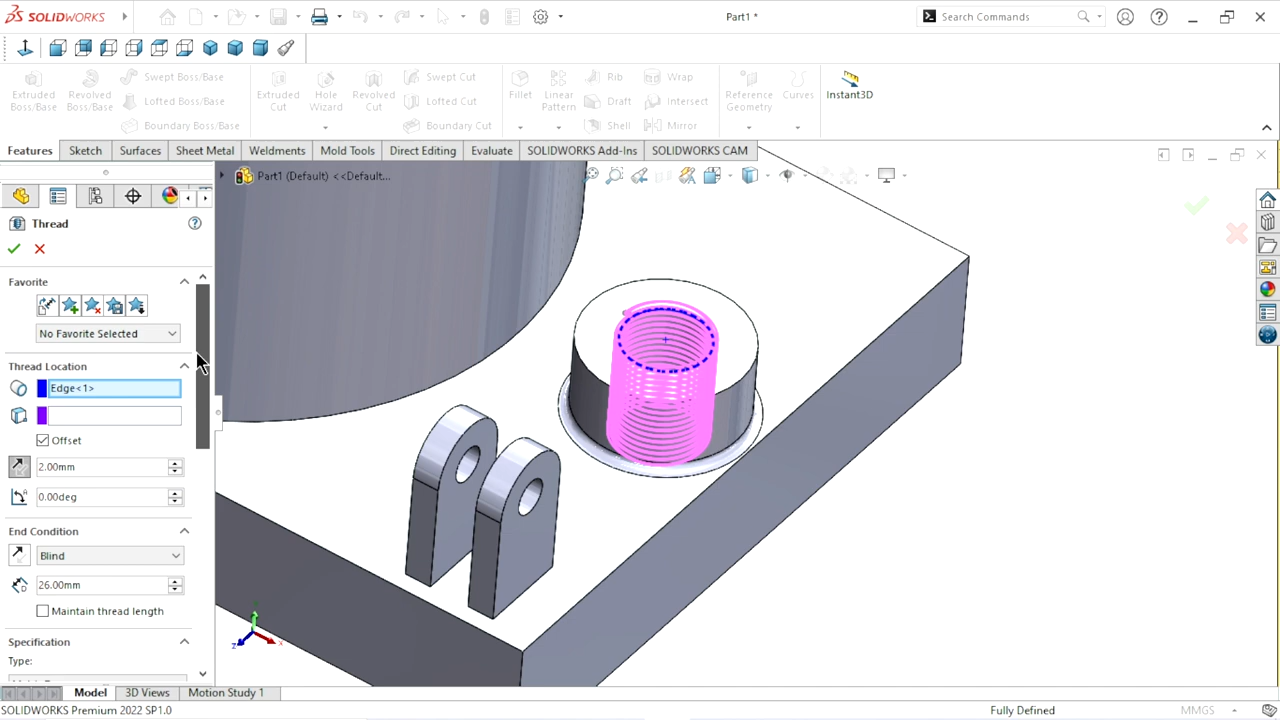 SOLIDWORKS
Part1 *
Search Commands
Extruded Boss/Base
Revolved Boss/Base
Swept Boss/Base
Lofted Boss/Base
Boundary Boss/Base
Extruded Cut
Hole Wizard
Revolved Cut
Swept Cut
Lofted Cut
Boundary Cut
Fillet
Linear Pattern
Rib
Draft
Shell
Wrap
Intersect
Mirror
Reference Geometry
Curves
Instant3D
Features
Sketch
Surfaces
Sheet Metal
Weldments
Mold Tools
Direct Editing
Evaluate
SOLIDWORKS Add-Ins
SOLIDWORKS CAM
Part1 (Default) <<Default...
Thread
Favorite
No Favorite Selected
Thread Location
Edge<1>
Offset
2.00mm
0.00deg
End Condition
Blind
26.00mm
Maintain thread length
Specification
Type:
Model
3D Views
Motion Study 1
SOLIDWORKS Premium 2022 SP1.0
Fully Defined
MMGS